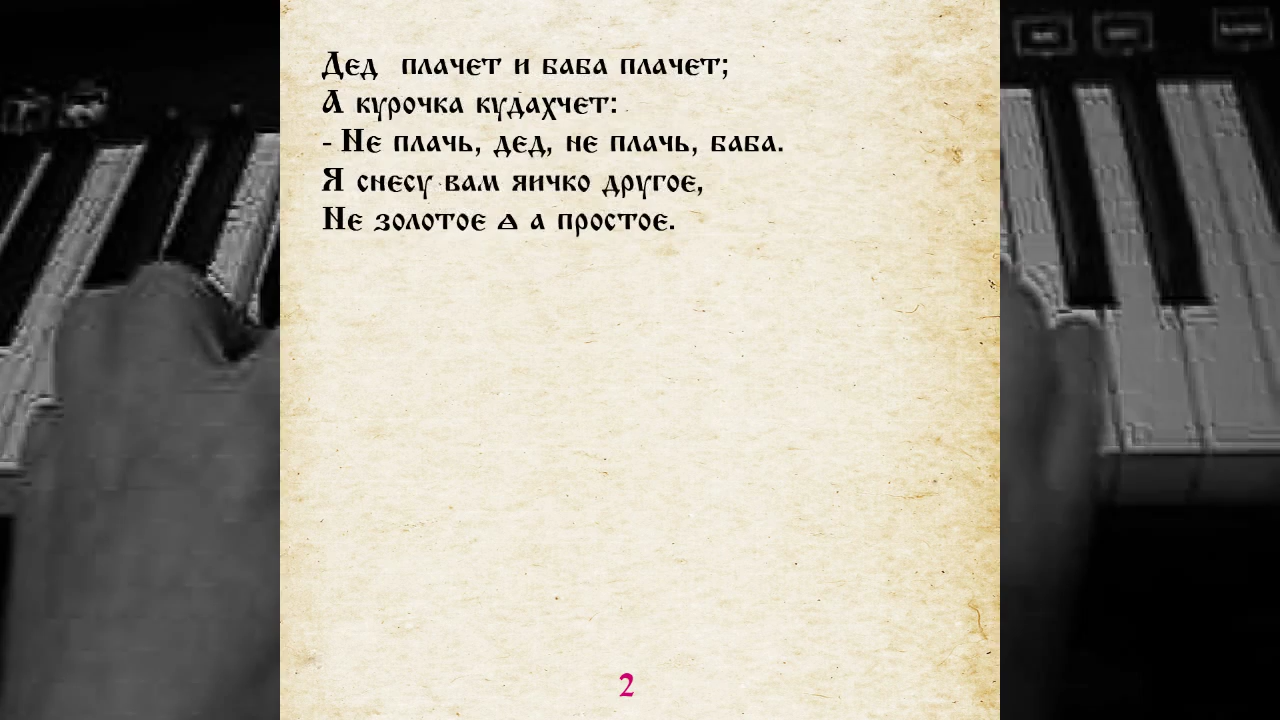 Дед плачет и баба плачет;
А курочка кудахчет:
- Не плачь, дед, не плачь, баба.
Я снесу вам яичко другое,
Не золотое ѧ а простое.
2